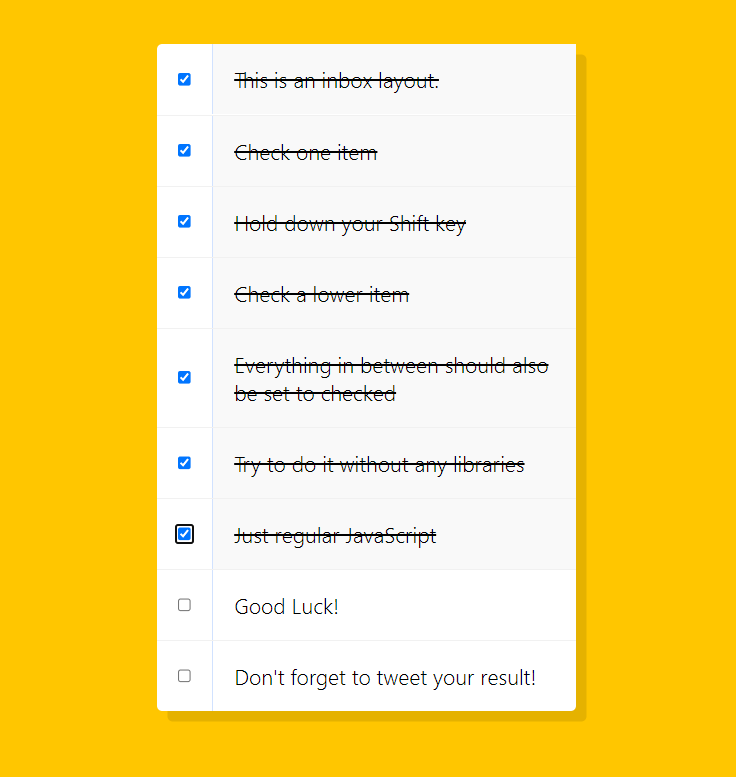 This is an inbox layout.
Check one item
Hold down your Shift key
Check a lower item
Everything in between should also
be set to checked
Try to do it without any libraries
Just regular JavaScript
Good Luck!
Don't forget to tweet your result!